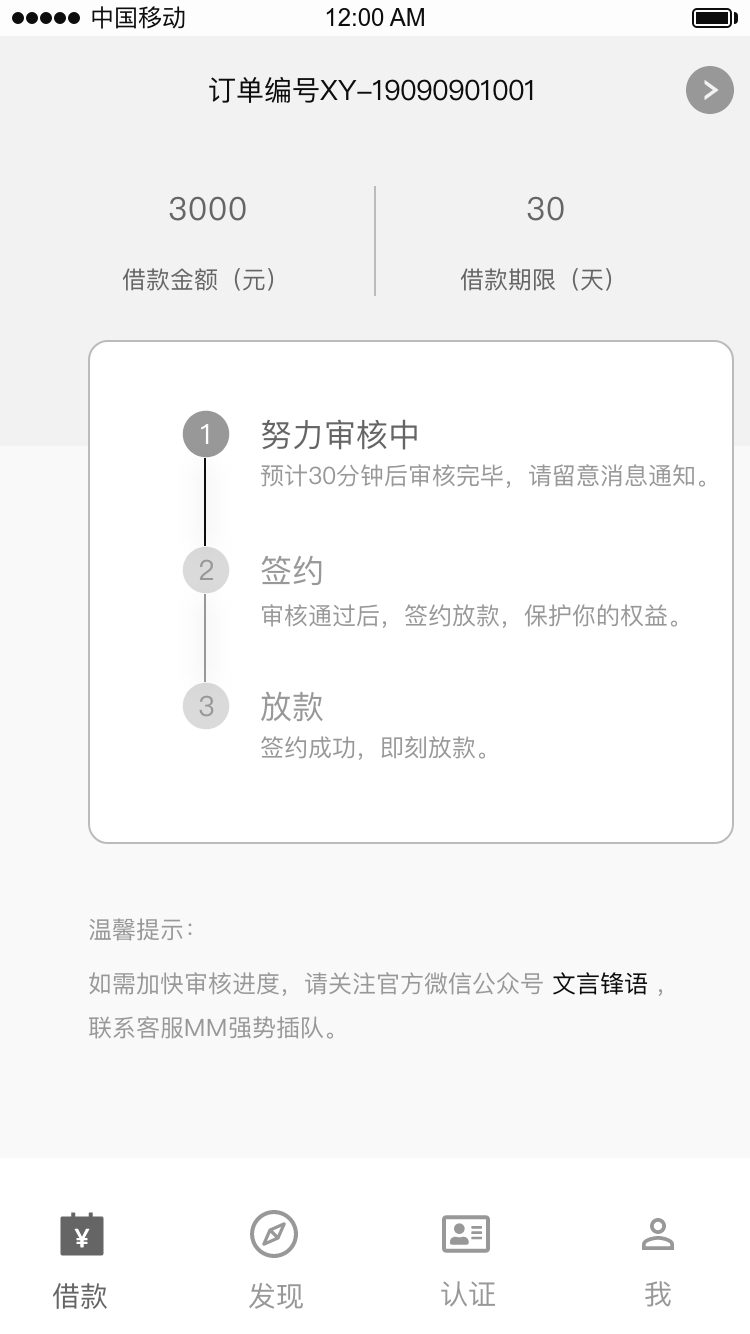 中国移动 12:00 AM
订单编号XY-19090901001
3000 30
借款金额（元） 借款期限（天）
1 努力审核中
预计30分钟后审核完毕，请留意消息通知。
2 签约
审核通过后，签约放款，保护你的权益。
3 放款
签约成功，即刻放款。
温馨提示：
如需加快审核进度，请关注官方微信公众号 文言锋语 ，
联系客服MM强势插队。
¥
借款 发现 认证 我